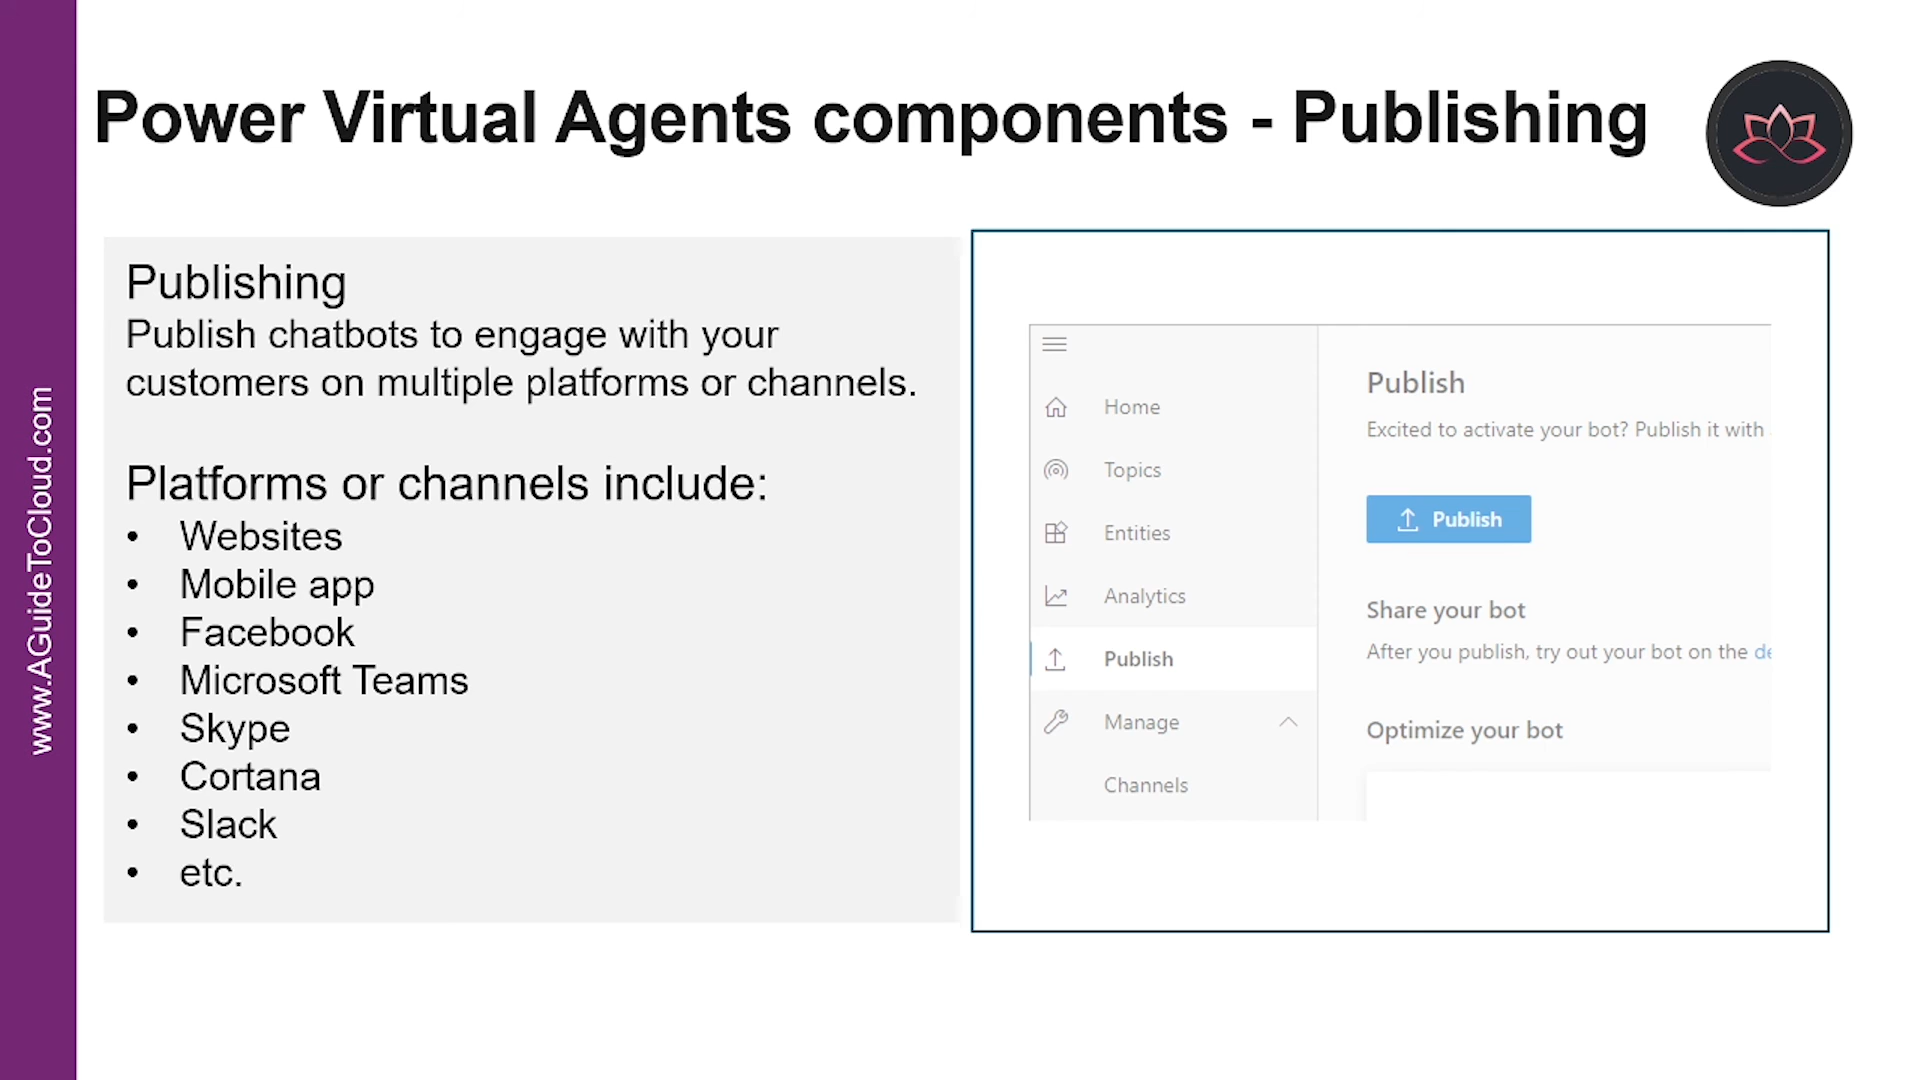 Power Virtual Agents components - Publishing
www.AGuideToCloud.com
Publishing
Publish chatbots to engage with your
customers on multiple platforms or channels.
Platforms or channels include:
• Websites
• Mobile app
• Facebook
• Microsoft Teams
• Skype
• Cortana
• Slack
• etc.
Home
Topics
Entities
Analytics
Publish
Manage
Channels
Publish
Excited to activate your bot? Publish it with
Publish
Share your bot
After you publish, try out your bot on the
Optimize your bot